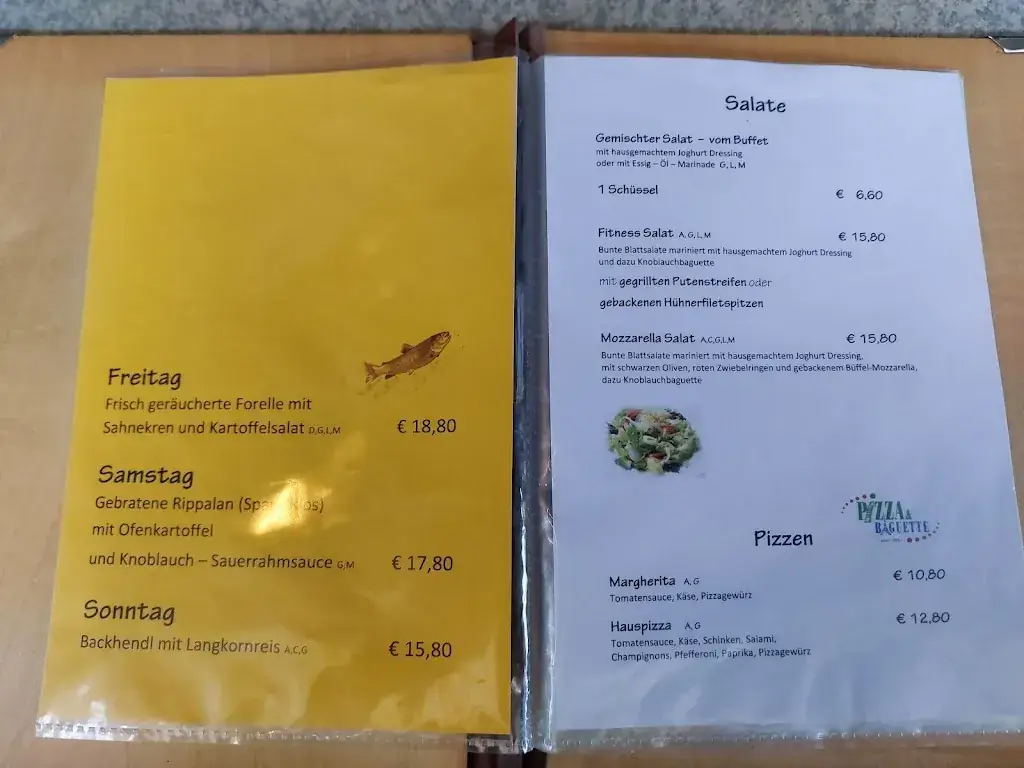 Freitag
Frisch geräucherte Forelle mit
Sahnekren und Kartoffelsalat D,G,L,M € 18,80
Samstag
Gebratene Rippalan
mit Ofenkartoffel
und Knoblauch – Sauerrahmsauce G,M € 17,80
Sonntag
Backhendl mit Langkornreis A,C,G € 15,80
Salate
Gemischter Salat – vom Buffet
mit hausgemachtem Joghurt Dressing
oder mit Essig – Öl – Marinade G, L, M
1 Schüssel € 6,60
Fitness Salat A, G, L, M € 15,80
Bunte Blattsalate mariniert mit hausgemachtem Joghurt Dressing
und dazu Knoblauchbaguette
mit gegrillten Putenstreifen oder
gebackenen Hühnerfiletspitzen
Mozzarella Salat A,C,G,L,M € 15,80
Bunte Blattsalate mariniert mit hausgemachtem Joghurt Dressing,
mit schwarzen Oliven, roten Zwiebelringen und gebackenem Büffel-Mozzarella,
dazu Knoblauchbaguette
PIZZA &
BAGUETTE
Pizzen
Margherita A, G € 10,80
Tomatensauce, Käse, Pizzagewürz
Hauspizza A, G € 12,80
Tomatensauce, Käse, Schinken, Salami,
Champignons, Pfefferoni, Paprika, Pizzagewürz